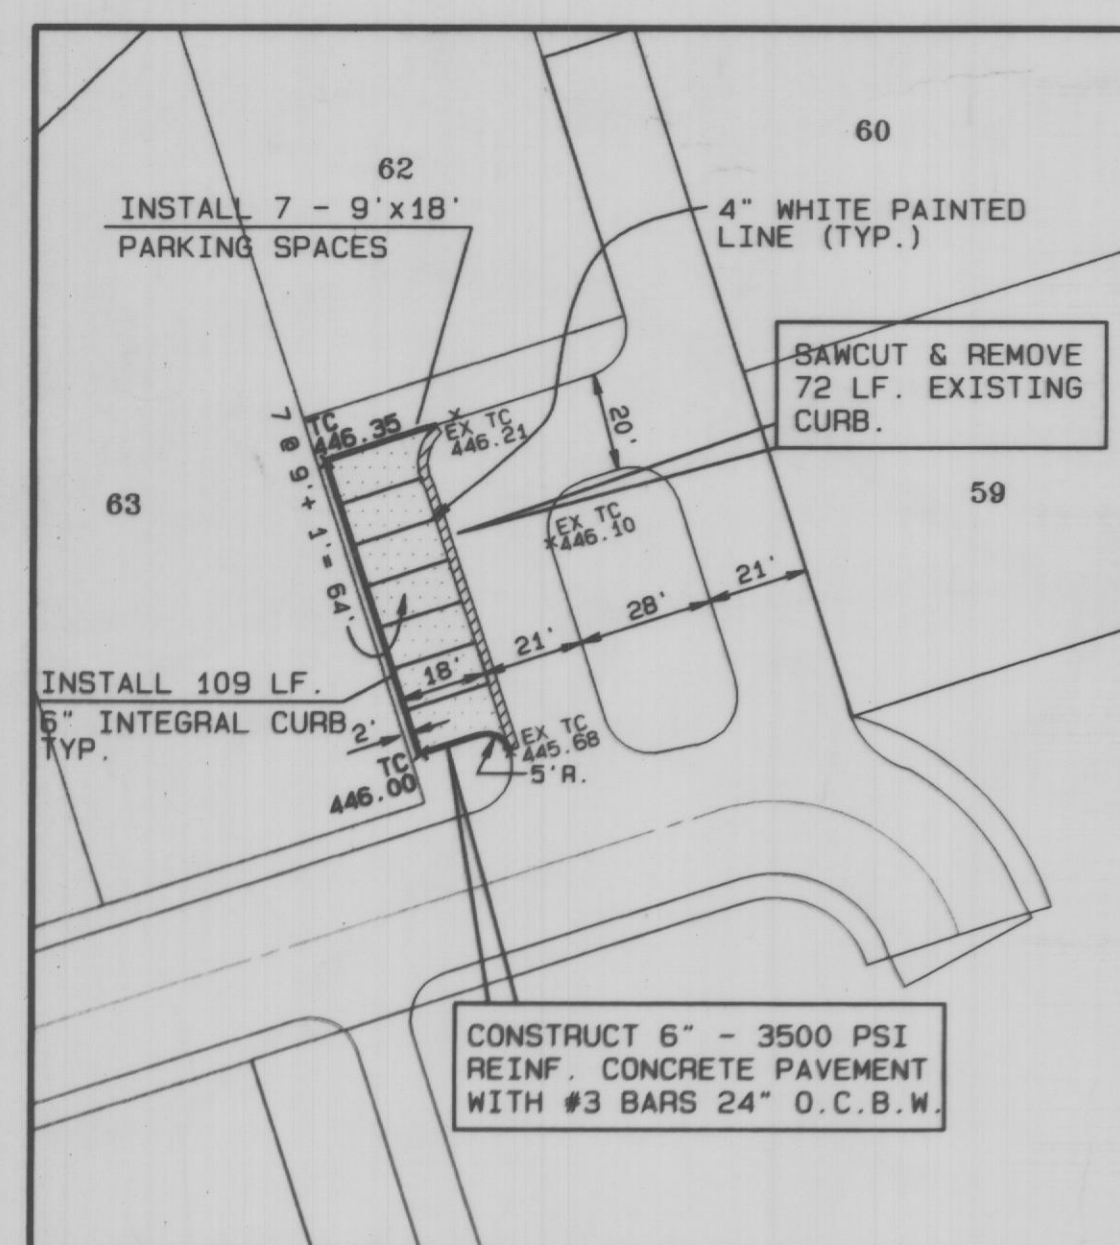 60
62
INSTALL 7 - 9'x18'
PARKING SPACES
4" WHITE PAINTED
LINE (TYP.)
SAWCUT & REMOVE
72 LF. EXISTING
CURB.
TC
446.35
EX TC
446.21
20'
7 @ 9' + 1' = 64'
63
59
EX TC
446.10
21'
28'
21'
18'
INSTALL 109 LF.
6" INTEGRAL CURB
TYP.
2'
EX TC
445.68
TC
446.00
5'R.
CONSTRUCT 6" - 3500 PSI
REINF. CONCRETE PAVEMENT
WITH #3 BARS 24" O.C.B.W.